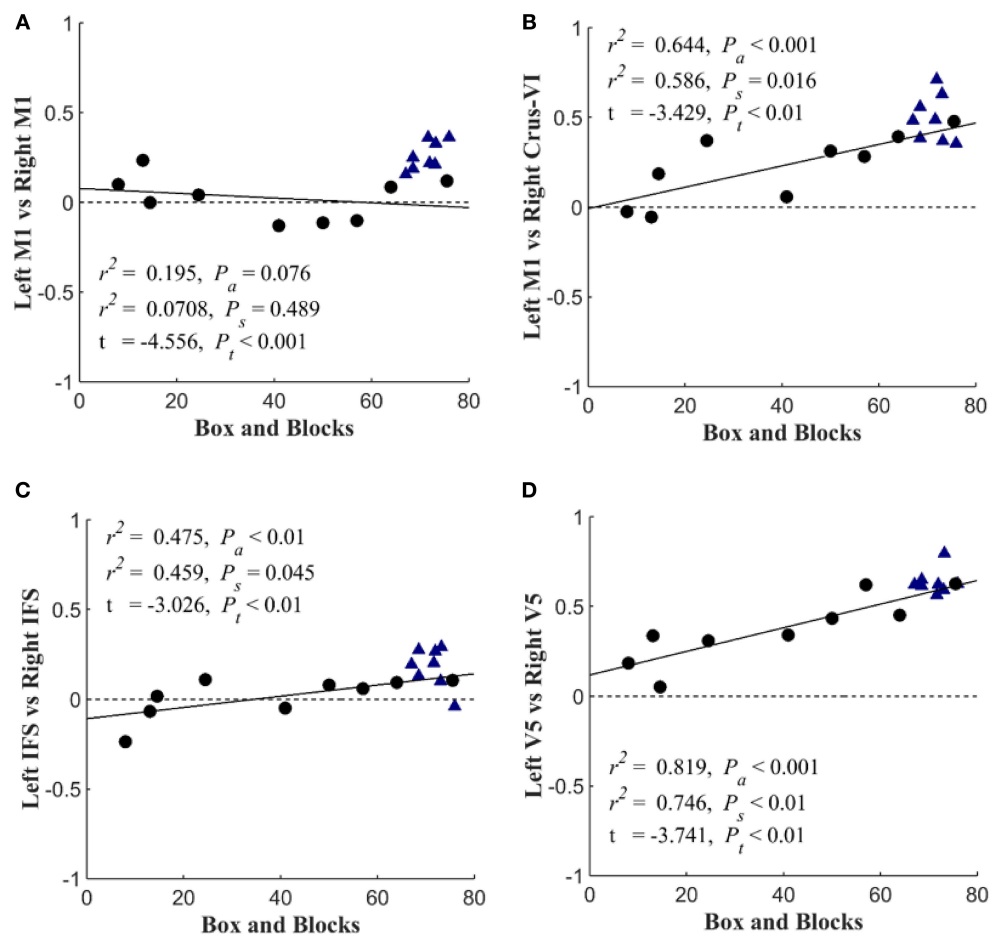 A
1
0.5
0
-0.5
-1
Left M1 vs Right M1
r² = 0.195, Pa = 0.076
r² = 0.0708, Ps = 0.489
t = -4.556, Pt < 0.001
0 20 40 60 80
Box and Blocks
B
1
0.5
0
-0.5
-1
Left M1 vs Right Crus-VI
r² = 0.644, Pa < 0.001
r² = 0.586, Ps = 0.016
t = -3.429, Pt < 0.01
0 20 40 60 80
Box and Blocks
C
1
0.5
0
-0.5
-1
Left IFS vs Right IFS
r² = 0.475, Pa < 0.01
r² = 0.459, Ps = 0.045
t = -3.026, Pt < 0.01
0 20 40 60 80
Box and Blocks
D
1
0.5
0
-0.5
-1
Left V5 vs Right V5
r² = 0.819, Pa < 0.001
r² = 0.746, Ps < 0.01
t = -3.741, Pt < 0.01
0 20 40 60 80
Box and Blocks